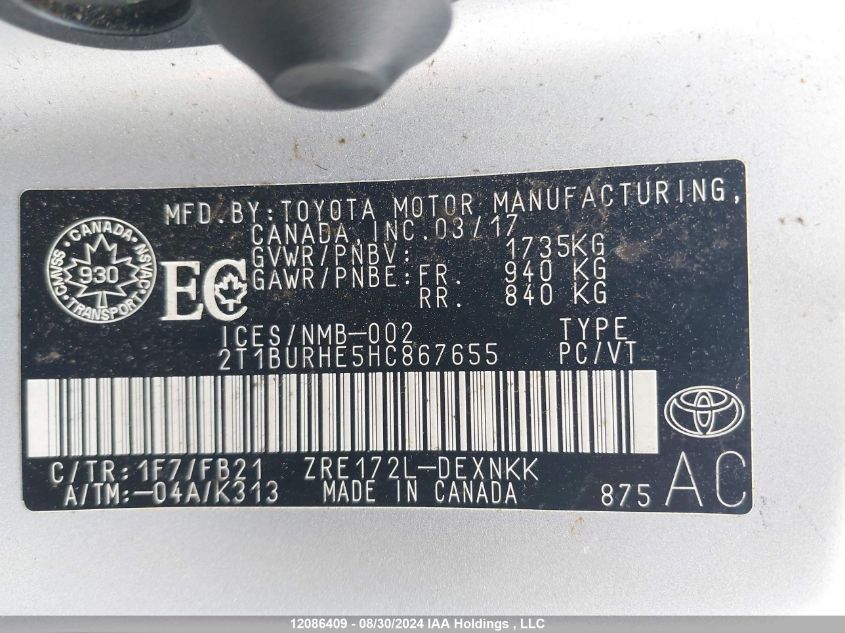 MFD.BY:TOYOTA MOTOR MANUFACTURING,
CANADA,INC.03/17
GVWR/PNBV: 1735KG
GAWR/PNBE:FR. 940 KG
RR. 840 KG
CANADA
930
CMVSS NSVAC
TRANSPORT
EC
ICES/NMB-002 TYPE
2T1BURHE5HC867655 PC/VT
C/TR:1F7/FB21 ZRE172L-DEXNKK
A/TM:-04A/K313 MADE IN CANADA 875 AC
12086409 - 08/30/2024 IAA Holdings , LLC